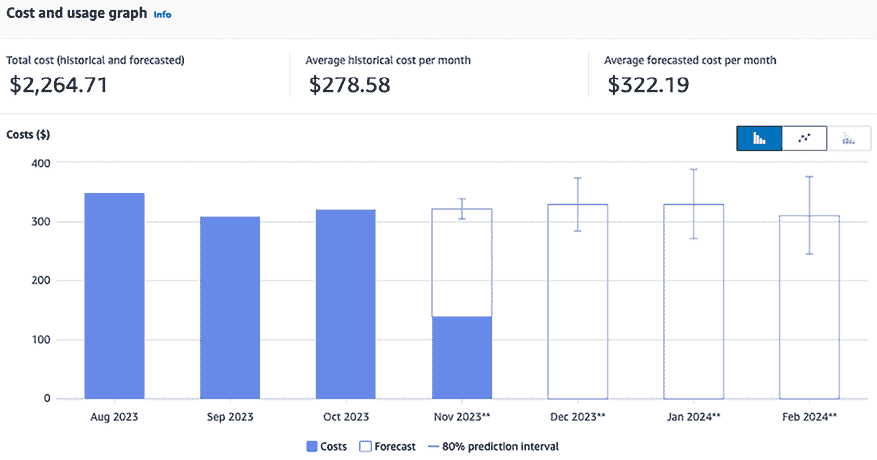 Cost and usage graph Info
Total cost (historical and forecasted)
$2,264.71
Average historical cost per month
$278.58
Average forecasted cost per month
$322.19
Costs ($)
400
300
200
100
0
Aug 2023 Sep 2023 Oct 2023 Nov 2023** Dec 2023** Jan 2024** Feb 2024**
Costs Forecast 80% prediction interval